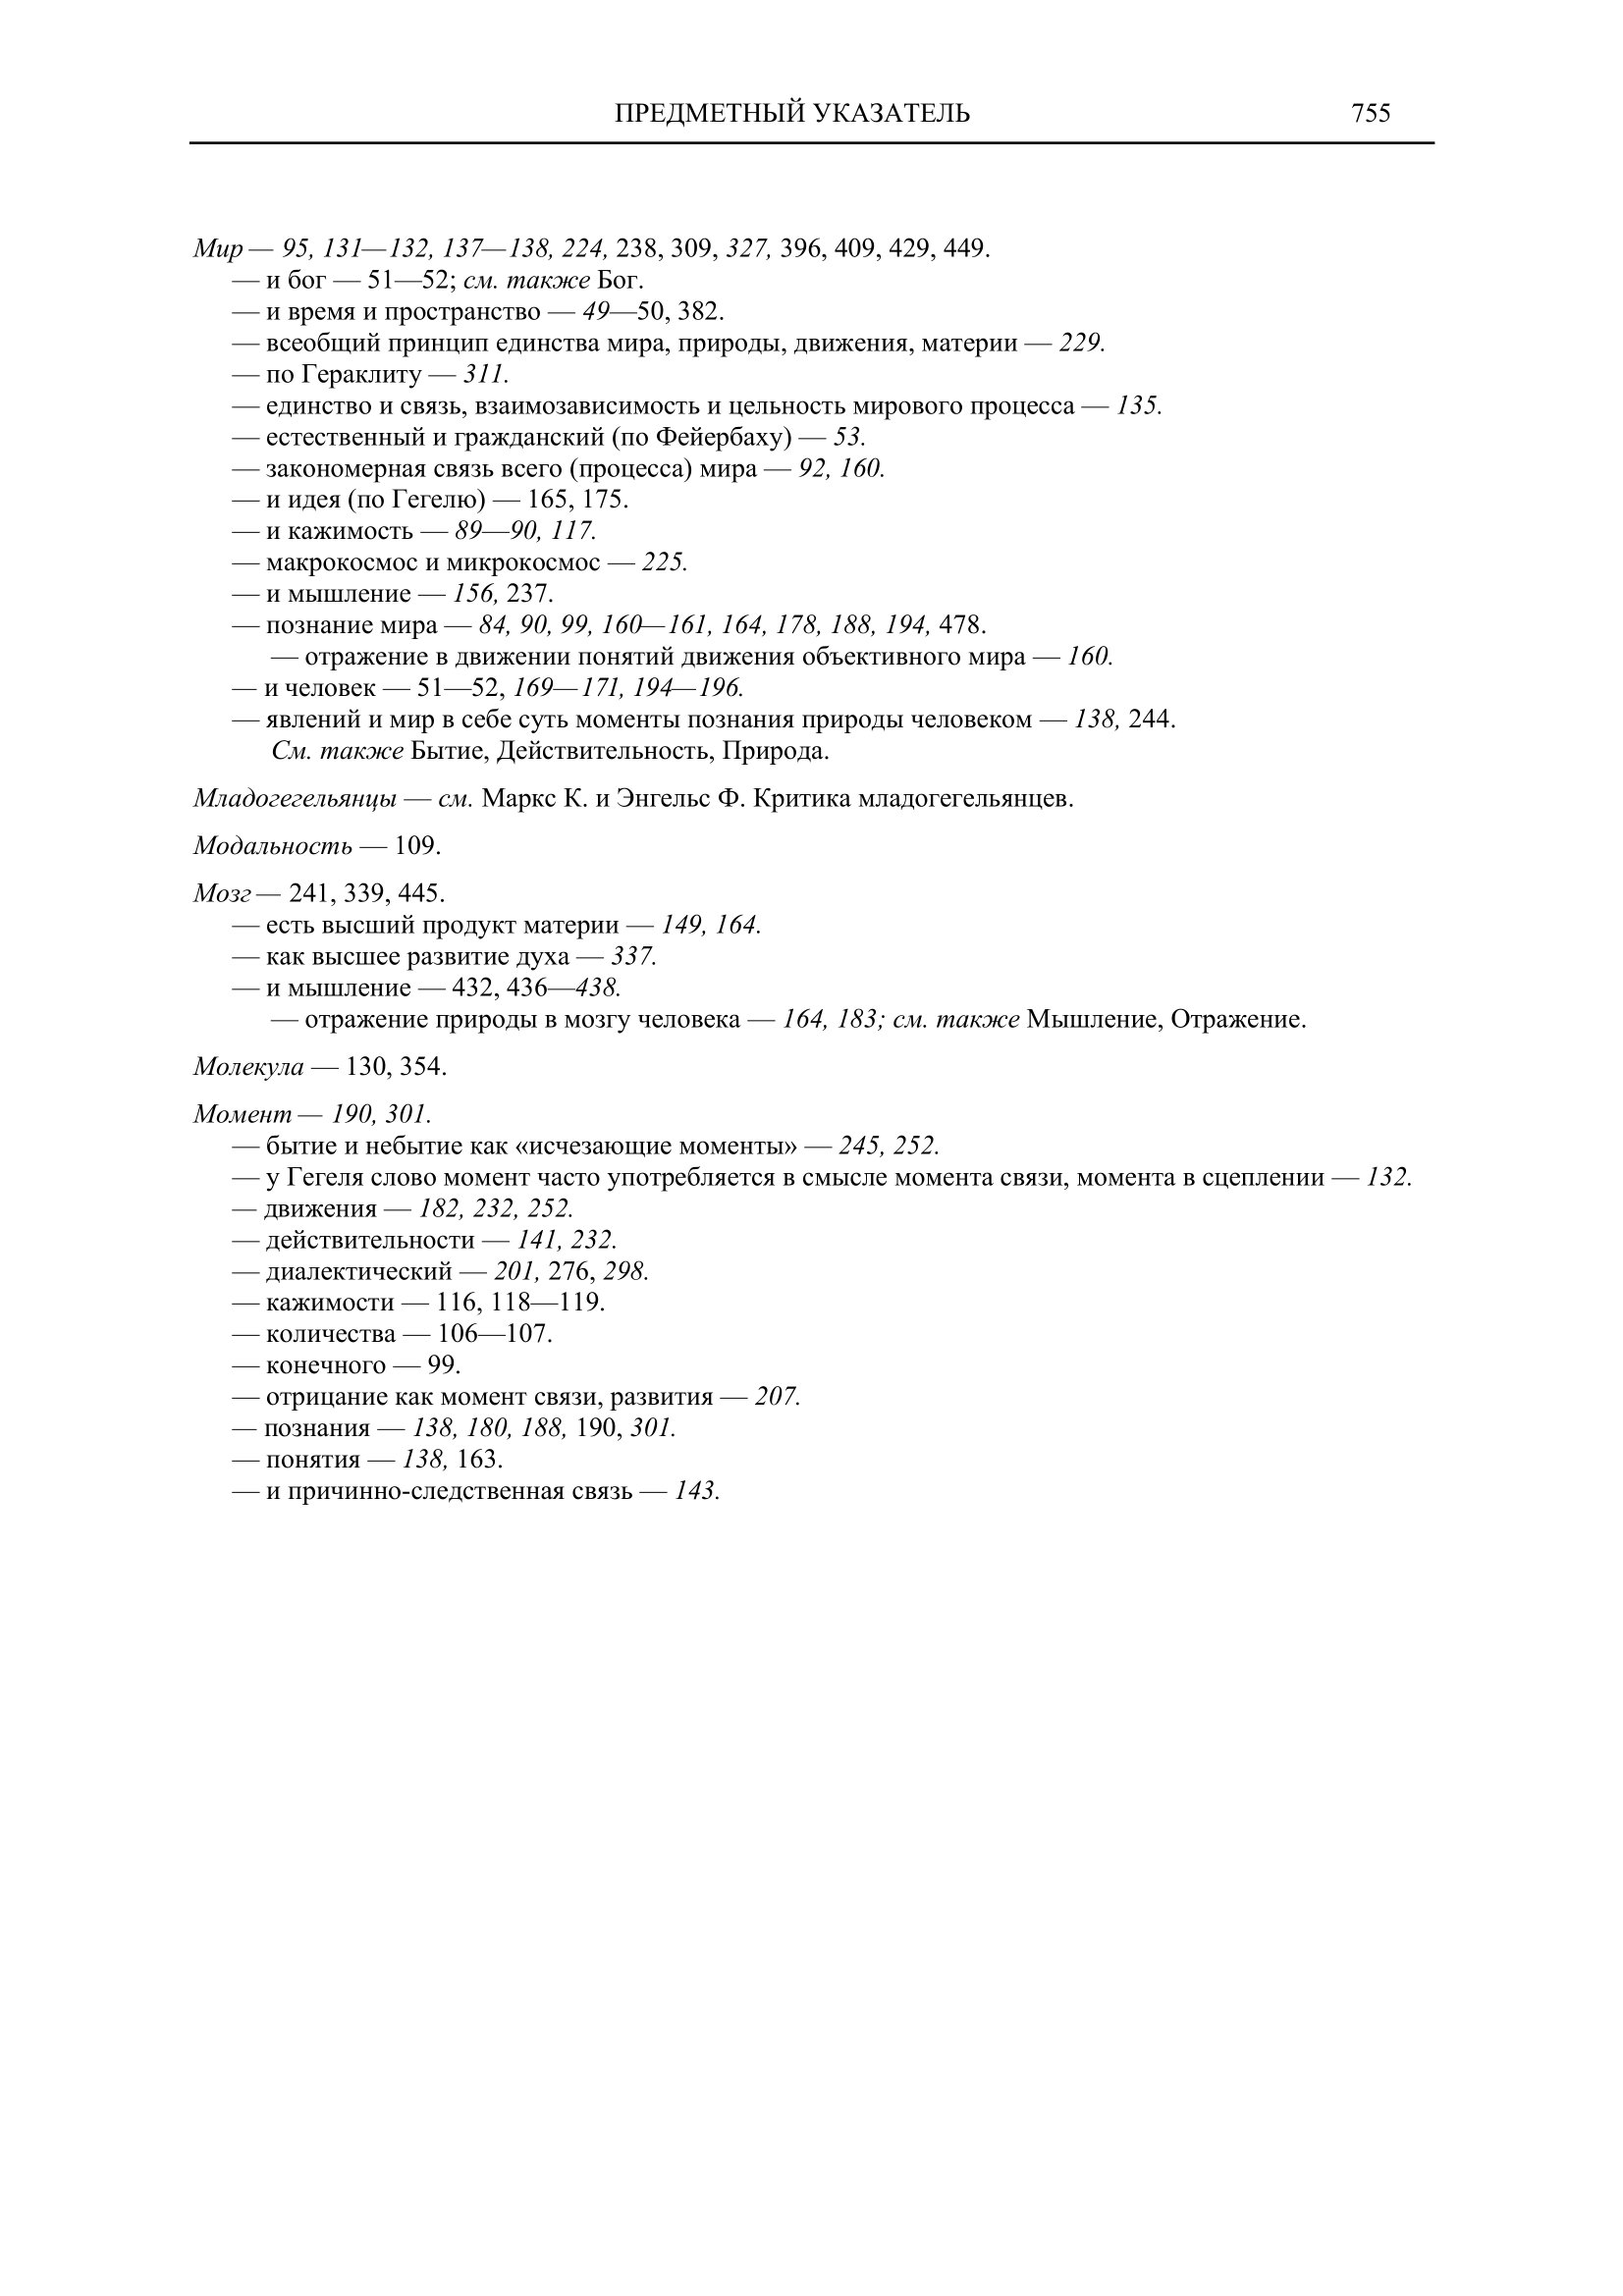 ПРЕДМЕТНЫЙ УКАЗАТЕЛЬ 755
Мир — 95, 131—132, 137—138, 224, 238, 309, 327, 396, 409, 429, 449.
— и бог — 51—52; см. также Бог.
— и время и пространство — 49—50, 382.
— всеобщий принцип единства мира, природы, движения, материи — 229.
— по Гераклиту — 311.
— единство и связь, взаимозависимость и цельность мирового процесса — 135.
— естественный и гражданский (по Фейербаху) — 53.
— закономерная связь всего (процесса) мира — 92, 160.
— и идея (по Гегелю) — 165, 175.
— и кажимость — 89—90, 117.
— макрокосмос и микрокосмос — 225.
— и мышление — 156, 237.
— познание мира — 84, 90, 99, 160—161, 164, 178, 188, 194, 478.
— отражение в движении понятий движения объективного мира — 160.
— и человек — 51—52, 169—171, 194—196.
— явлений и мир в себе суть моменты познания природы человеком — 138, 244.
См. также Бытие, Действительность, Природа.
Младогегельянцы — см. Маркс К. и Энгельс Ф. Критика младогегельянцев.
Модальность — 109.
Мозг — 241, 339, 445.
— есть высший продукт материи — 149, 164.
— как высшее развитие духа — 337.
— и мышление — 432, 436—438.
— отражение природы в мозгу человека — 164, 183; см. также Мышление, Отражение.
Молекула — 130, 354.
Момент — 190, 301.
— бытие и небытие как «исчезающие моменты» — 245, 252.
— у Гегеля слово момент часто употребляется в смысле момента связи, момента в сцеплении — 132.
— движения — 182, 232, 252.
— действительности — 141, 232.
— диалектический — 201, 276, 298.
— кажимости — 116, 118—119.
— количества — 106—107.
— конечного — 99.
— отрицание как момент связи, развития — 207.
— познания — 138, 180, 188, 190, 301.
— понятия — 138, 163.
— и причинно-следственная связь — 143.